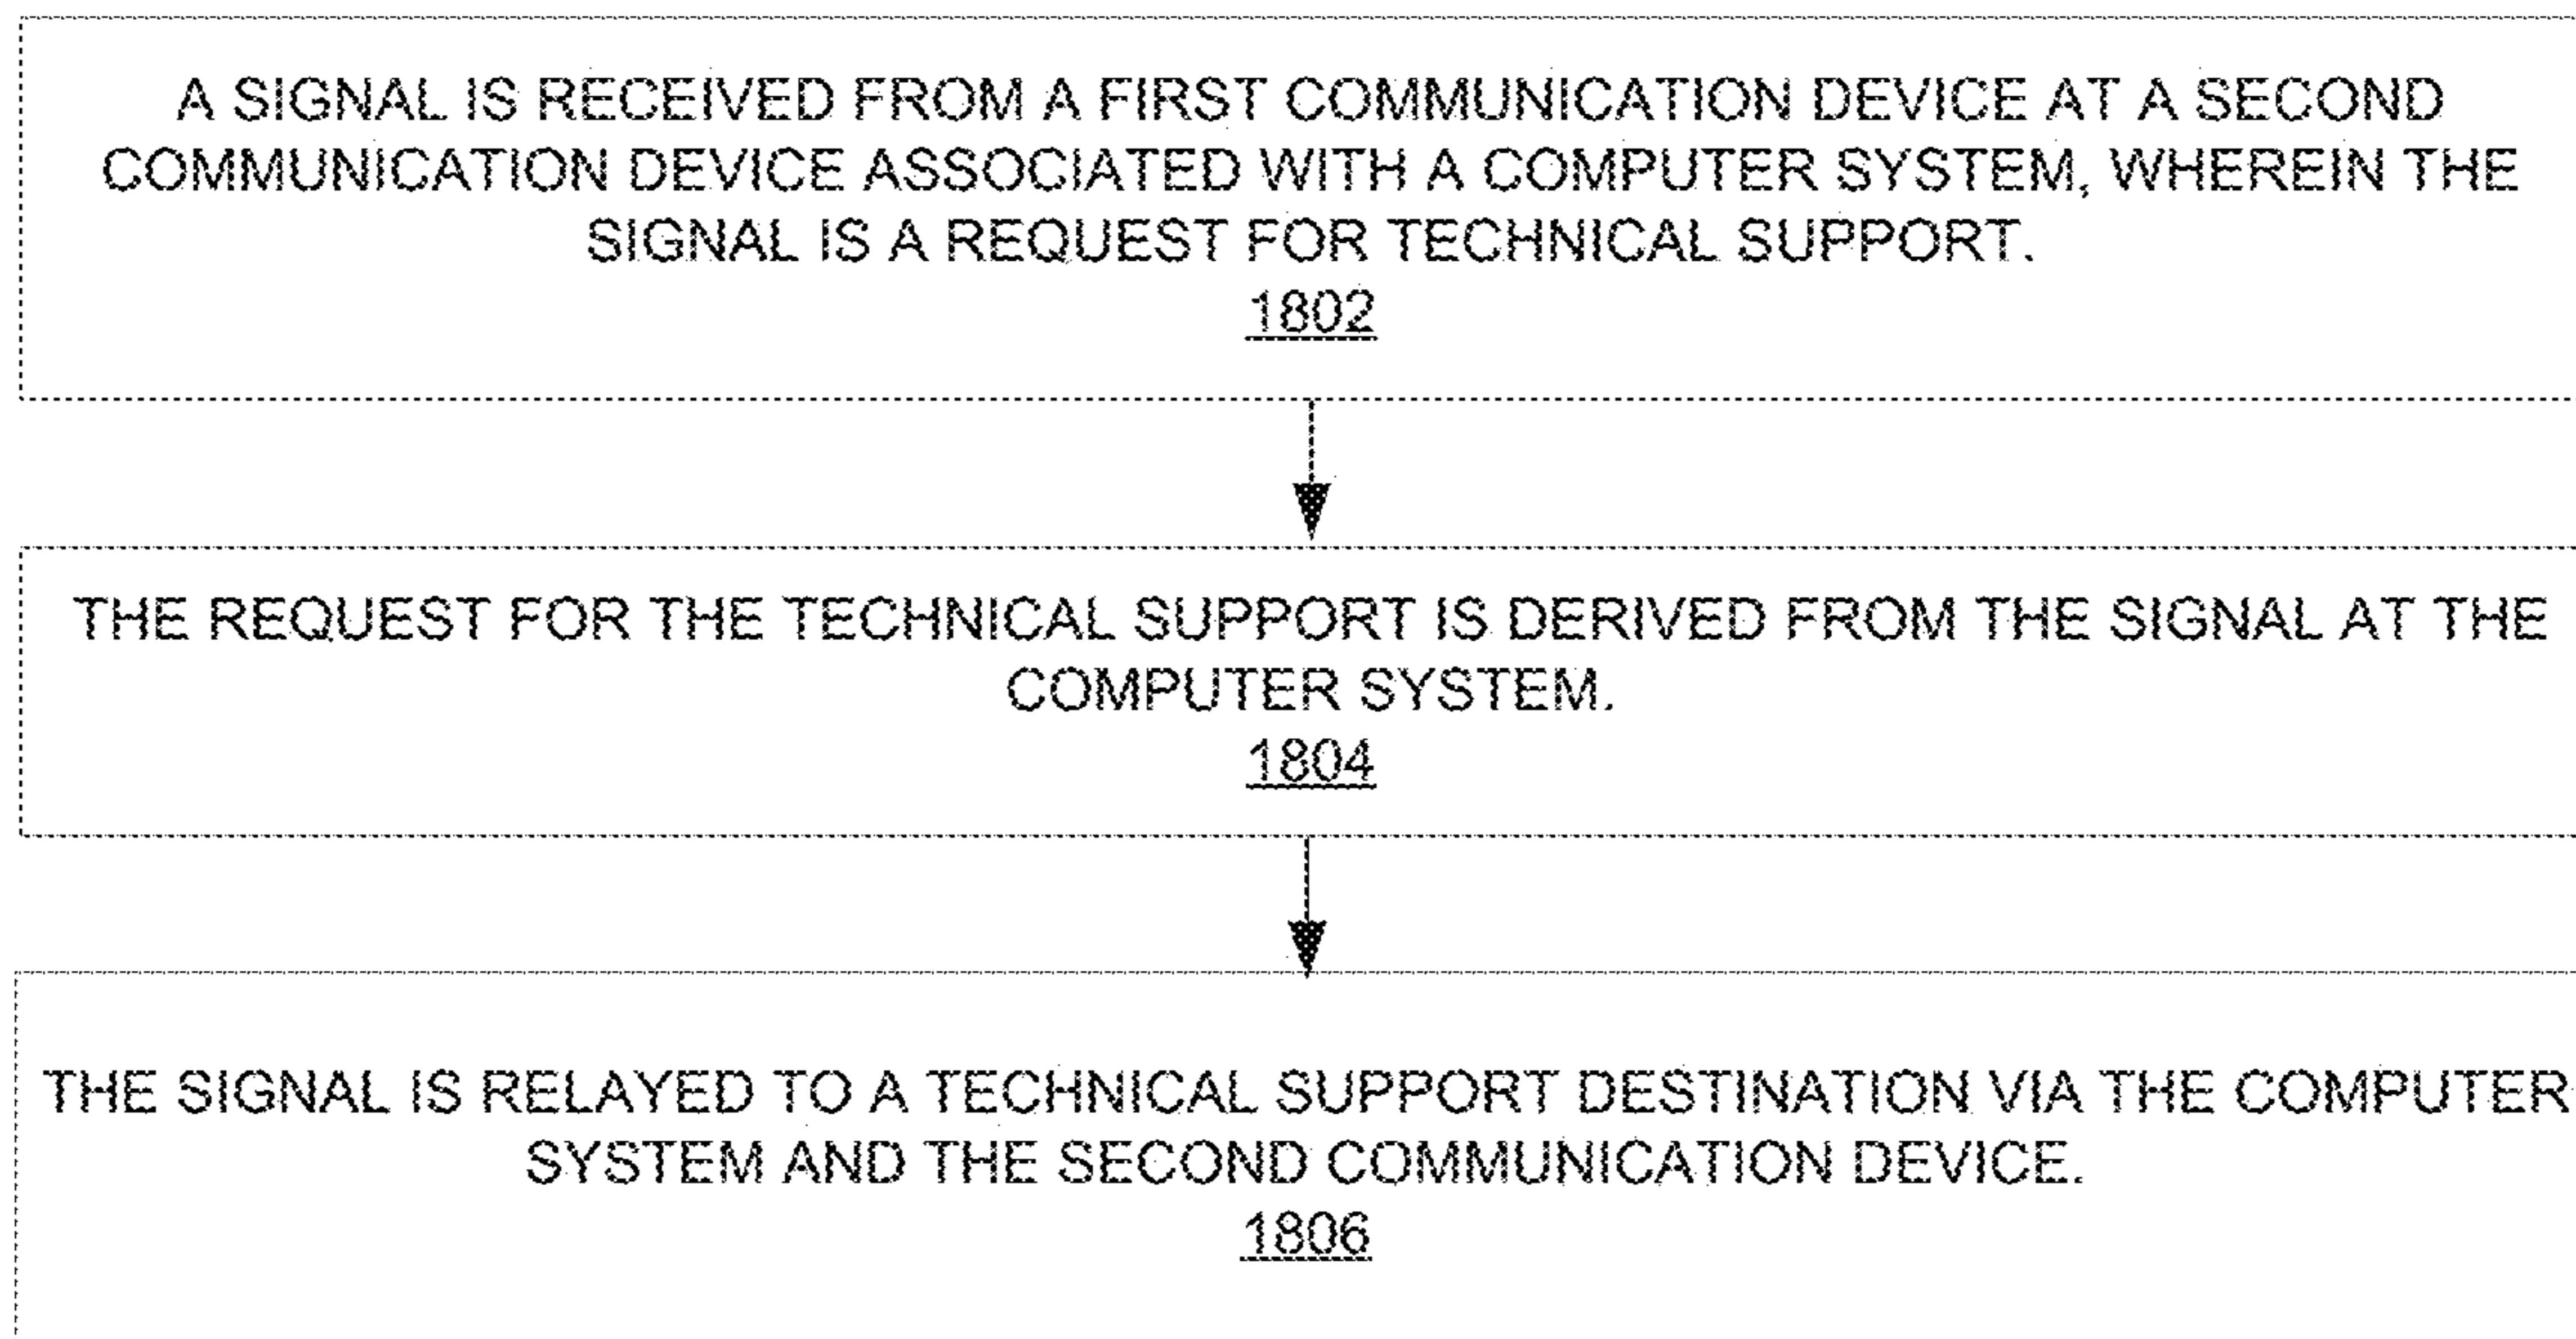 A SIGNAL IS RECEIVED FROM A FIRST COMMUNICATION DEVICE AT A SECOND
COMMUNICATION DEVICE ASSOCIATED WITH A COMPUTER SYSTEM, WHEREIN THE
SIGNAL IS A REQUEST FOR TECHNICAL SUPPORT.
1802
THE REQUEST FOR THE TECHNICAL SUPPORT IS DERIVED FROM THE SIGNAL AT THE
COMPUTER SYSTEM.
1804
THE SIGNAL IS RELAYED TO A TECHNICAL SUPPORT DESTINATION VIA THE COMPUTER
SYSTEM AND THE SECOND COMMUNICATION DEVICE.
1806